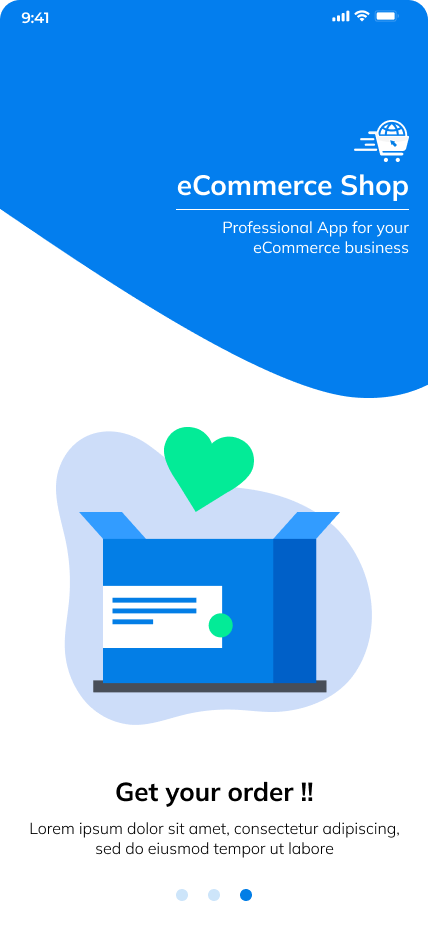 9:41
eCommerce Shop
Professional App for your
eCommerce business
Get your order !!
Lorem ipsum dolor sit amet, consectetur adipiscing,
sed do eiusmod tempor ut labore